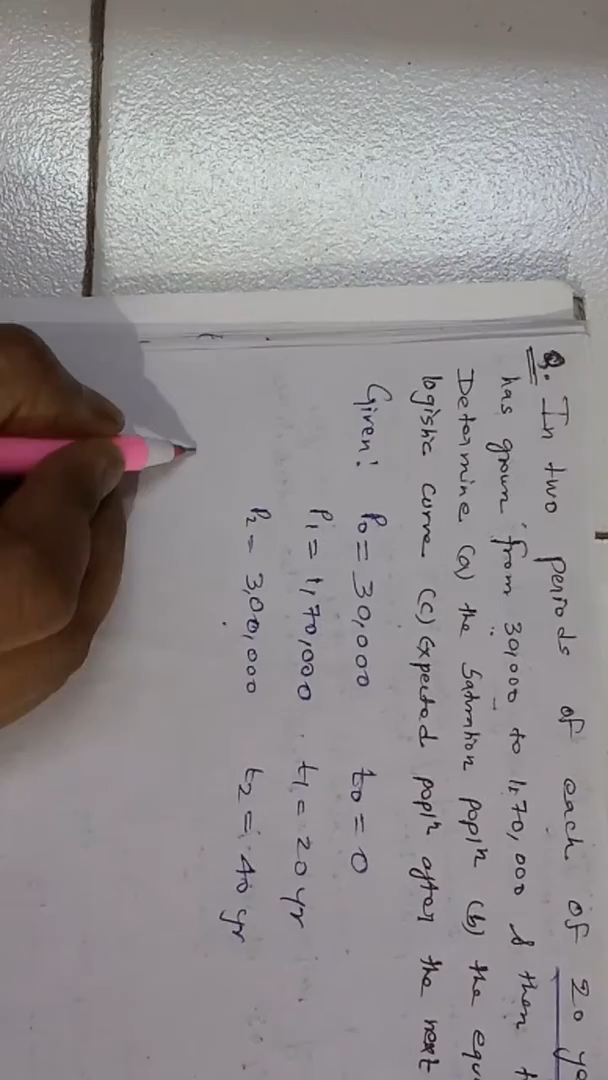 Q. In two periods of each of 20 ye
has grown from 30,000 to 1,70,000 & then t
Determine (a) the Saturation popln (b) the equ
logistic curve (c) Expected popln after the next
Given: P0 = 30,000 t0 = 0
P1 = 1,70,000 t1 = 20 yr
P2 = 3,00,000 t2 = 40 yr